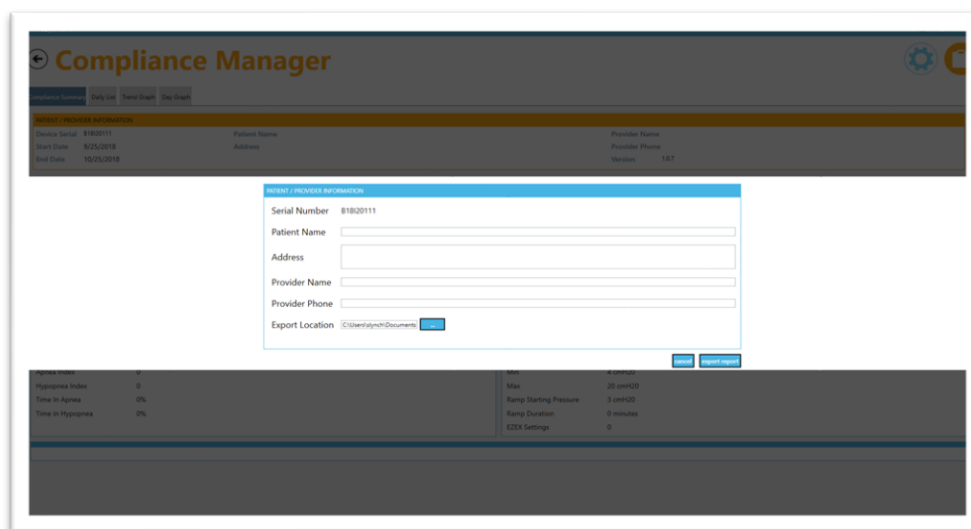 Compliance Manager
Compliance Summary Daily List Trend Graph Day Graph
PATIENT / PROVIDER INFORMATION
Device Serial B18I20111 Patient Name Provider Name
Start Date 9/25/2018 Address Provider Phone
End Date 10/25/2018 Version 1.8.7
PATIENT / PROVIDER INFORMATION
Serial Number B18I20111
Patient Name
Address
Provider Name
Provider Phone
Export Location C:\Users\slynch\Documents ...
cancel export report
Apnea Index 0 Min 4 cmH20
Hypopnea Index 0 Max 20 cmH20
Time In Apnea 0% Ramp Starting Pressure 3 cmH20
Time In Hypopnea 0% Ramp Duration 0 minutes
EZEX Settings 0